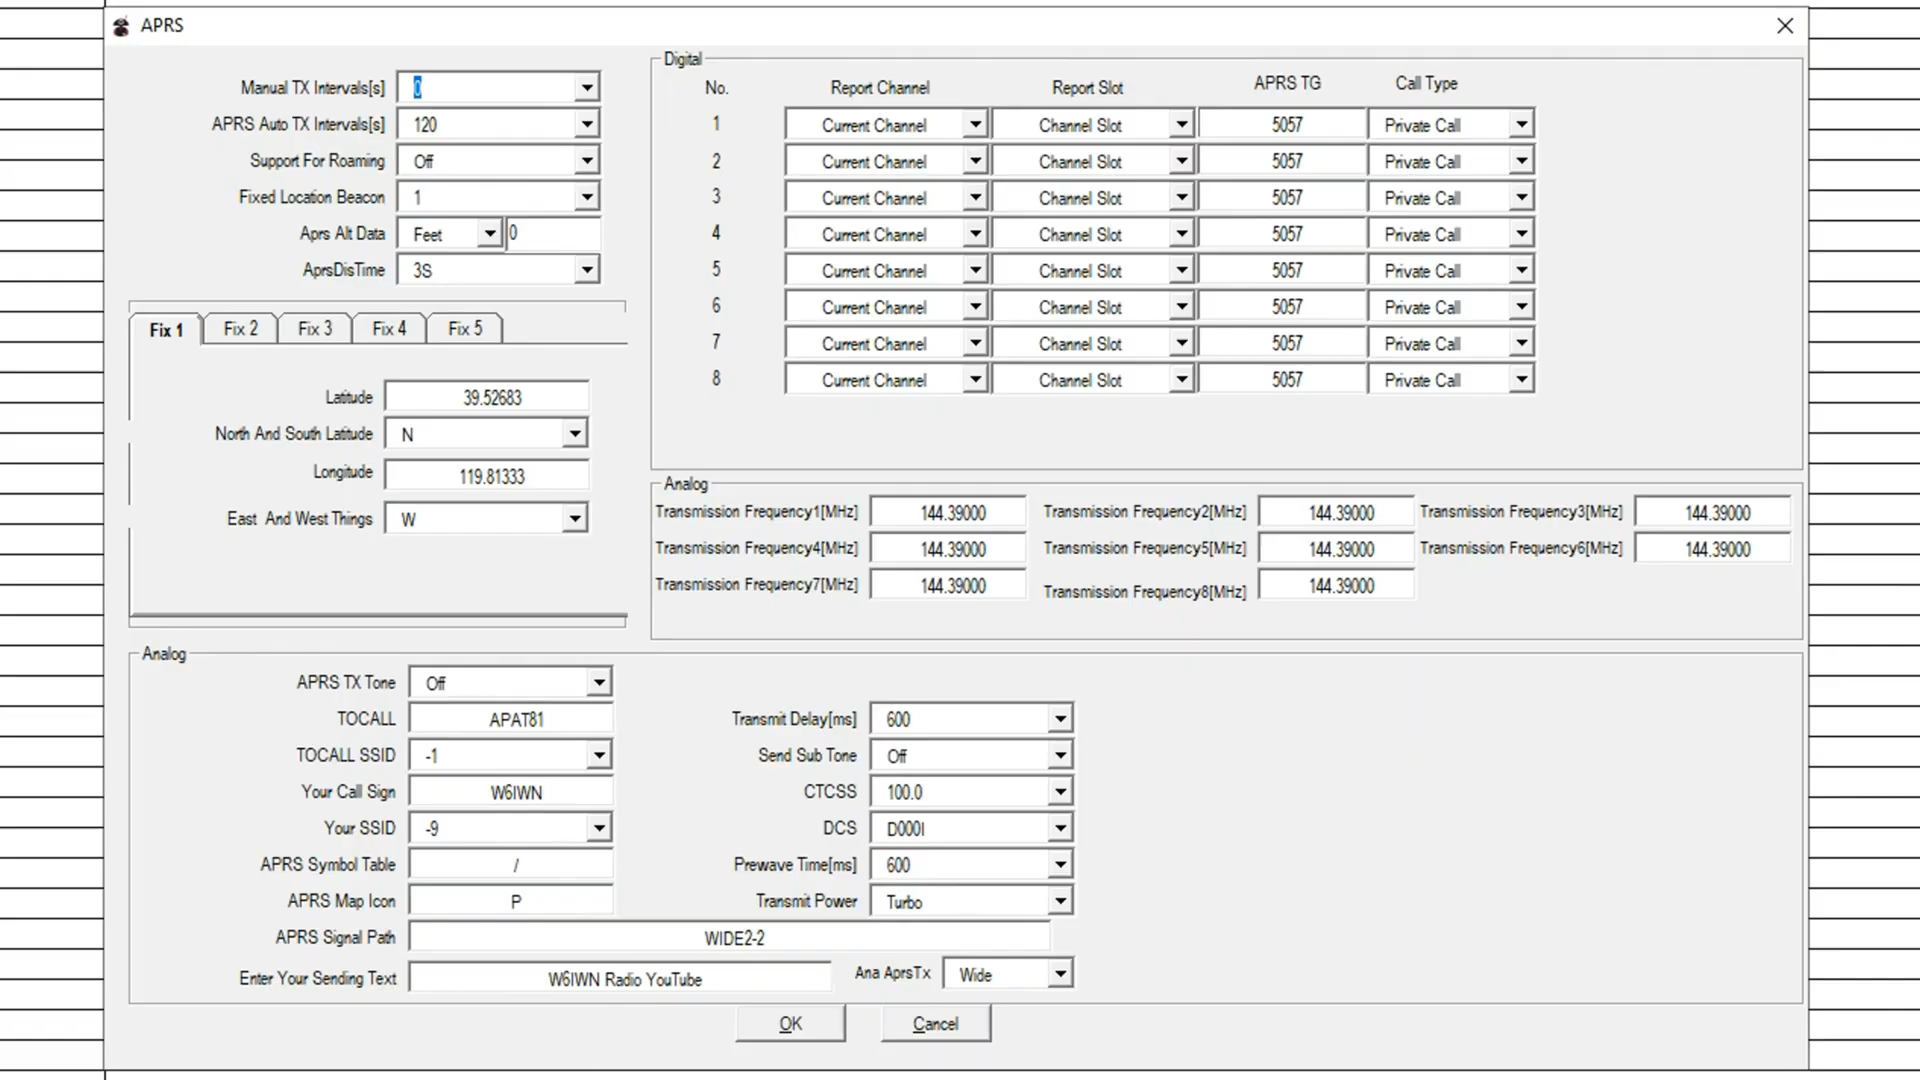 APRS
Manual TX Intervals[s] 0
APRS Auto TX Intervals[s] 120
Support For Roaming Off
Fixed Location Beacon 1
Aprs Alt Data Feet 0
AprsDisTime 3S
Fix 1 Fix 2 Fix 3 Fix 4 Fix 5
Latitude 39.52683
North And South Latitude N
Longitude 119.81333
East And West Things W
Digital
No. Report Channel Report Slot APRS TG Call Type
1 Current Channel Channel Slot 5057 Private Call
2 Current Channel Channel Slot 5057 Private Call
3 Current Channel Channel Slot 5057 Private Call
4 Current Channel Channel Slot 5057 Private Call
5 Current Channel Channel Slot 5057 Private Call
6 Current Channel Channel Slot 5057 Private Call
7 Current Channel Channel Slot 5057 Private Call
8 Current Channel Channel Slot 5057 Private Call
Analog
Transmission Frequency1[MHz] 144.39000 Transmission Frequency2[MHz] 144.39000 Transmission Frequency3[MHz] 144.39000
Transmission Frequency4[MHz] 144.39000 Transmission Frequency5[MHz] 144.39000 Transmission Frequency6[MHz] 144.39000
Transmission Frequency7[MHz] 144.39000 Transmission Frequency8[MHz] 144.39000
Analog
APRS TX Tone Off
TOCALL APAT81 Transmit Delay[ms] 600
TOCALL SSID -1 Send Sub Tone Off
Your Call Sign W6IWN CTCSS 100.0
Your SSID -9 DCS D000I
APRS Symbol Table / Prewave Time[ms] 600
APRS Map Icon P Transmit Power Turbo
APRS Signal Path WIDE2-2
Enter Your Sending Text W6IWN Radio YouTube Ana AprsTx Wide
OK Cancel